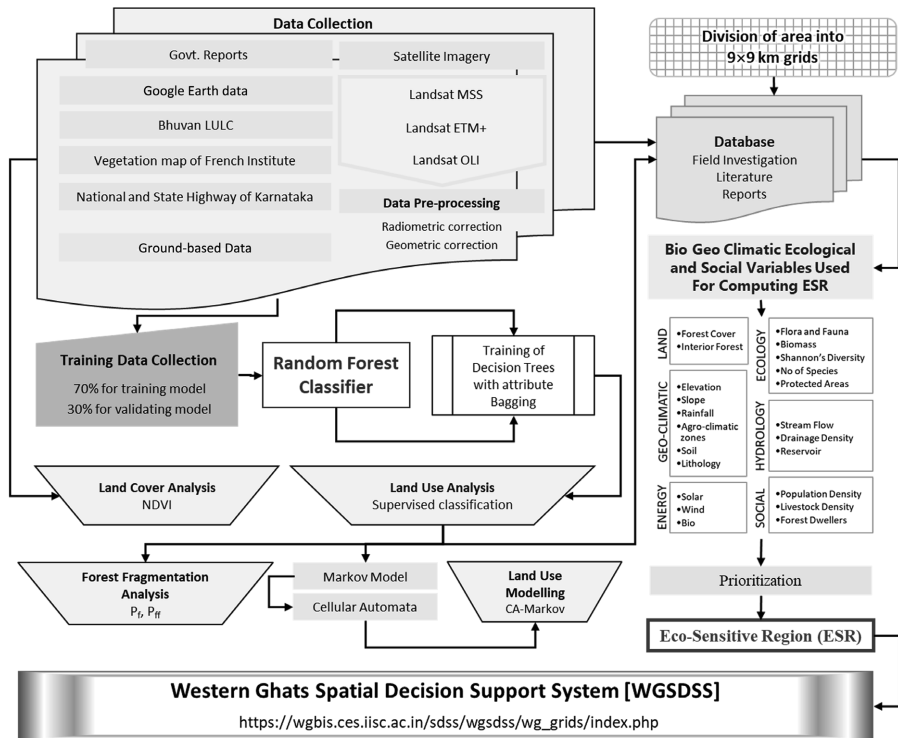 Data Collection
Govt. Reports
Google Earth data
Bhuvan LULC
Vegetation map of French Institute
National and State Highway of Karnataka
Ground-based Data
Satellite Imagery
Landsat MSS
Landsat ETM+
Landsat OLI
Data Pre-processing
Radiometric correction
Geometric correction
Division of area into
9×9 km grids
Database
Field Investigation
Literature
Reports
Bio Geo Climatic Ecological
and Social Variables Used
For Computing ESR
LAND
•Forest Cover
•Interior Forest
ECOLOGY
•Flora and Fauna
•Biomass
•Shannon's Diversity
•No of Species
•Protected Areas
GEO-CLIMATIC
•Elevation
•Slope
•Rainfall
•Agro-climatic
zones
•Soil
•Lithology
HYDROLOGY
•Stream Flow
•Drainage Density
•Reservoir
ENERGY
•Solar
•Wind
•Bio
SOCIAL
•Population Density
•Livestock Density
•Forest Dwellers
Prioritization
Eco-Sensitive Region (ESR)
Training Data Collection
70% for training model
30% for validating model
Random Forest
Classifier
Training of
Decision Trees
with attribute
Bagging
Land Cover Analysis
NDVI
Land Use Analysis
Supervised classification
Forest Fragmentation
Analysis
Pf, Pff
Markov Model
Cellular Automata
Land Use
Modelling
CA-Markov
Western Ghats Spatial Decision Support System [WGSDSS]
https://wgbis.ces.iisc.ac.in/sdss/wgsdss/wg_grids/index.php